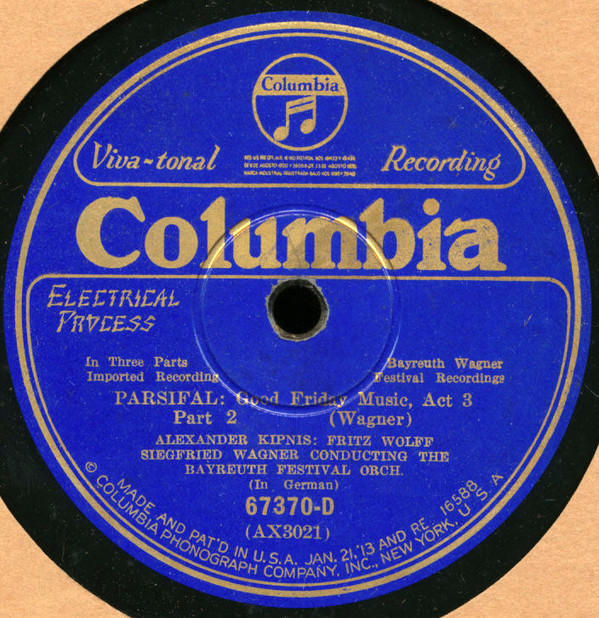 Columbia
Viva-tonal Recording
Columbia
ELECTRICAL
PROCESS
In Three Parts
Imported Recording
Bayreuth Wagner
Festival Recordings
PARSIFAL: Good Friday Music, Act 3
Part 2 (Wagner)
ALEXANDER KIPNIS: FRITZ WOLFF
SIEGFRIED WAGNER CONDUCTING THE
BAYREUTH FESTIVAL ORCH.
(In German)
67370-D
(AX3021)
MADE AND PAT'D IN U.S.A. JAN. 21,'13 AND RE. 16588
© COLUMBIA PHONOGRAPH COMPANY, INC., NEW YORK, U.S.A.